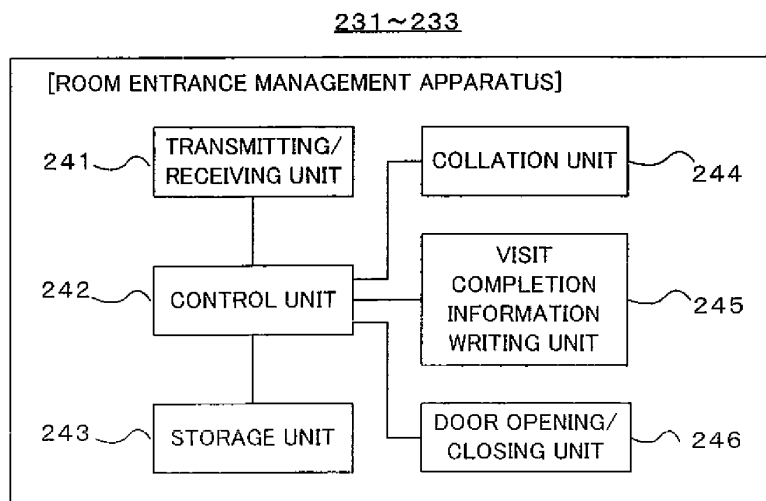 231~233
[ROOM ENTRANCE MANAGEMENT APPARATUS]
241
TRANSMITTING/
RECEIVING UNIT
COLLATION UNIT
244
242
CONTROL UNIT
VISIT
COMPLETION
INFORMATION
WRITING UNIT
245
243
STORAGE UNIT
DOOR OPENING/
CLOSING UNIT
246